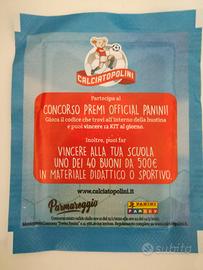 CALCIATOPOLINI
Partecipa al
CONCORSO PREMI OFFICIAL PANINI!
Gioca il codice che trovi all'interno della bustina
e puoi vincere 12 KIT al giorno.
Inoltre, puoi far
VINCERE ALLA TUA SCUOLA
UNO DEI 40 BUONI DA 500€
IN MATERIALE DIDATTICO O SPORTIVO.
www.calciatopolini.it
Parmareggio
PANINI
FAMILY
subito